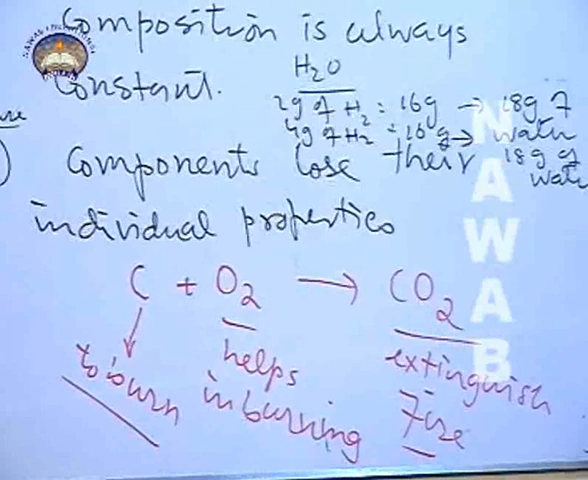 Composition is always
constant.
H₂O
2g of H₂ = 16g → 18g of
water
4g of H₂ = 16g → 18g of
water
Components lose their
individual properties
C + O₂ → CO₂
to burn
helps
in burning
extinguish
Fire
NAWAB